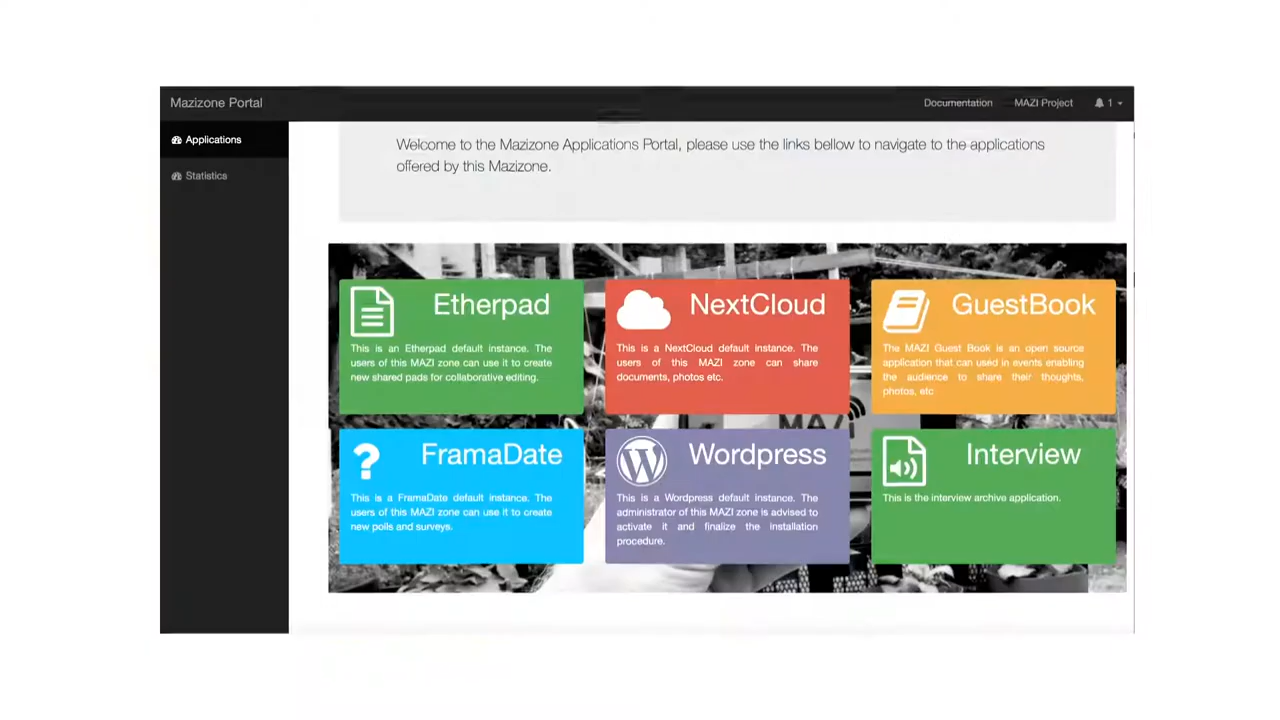 Mazizone Portal
Documentation
MAZI Project
1
Applications
Statistics
Welcome to the Mazizone Applications Portal, please use the links bellow to navigate to the applications
offered by this Mazizone.
Etherpad
This is an Etherpad default instance. The
users of this MAZI zone can use it to create
new shared pads for collaborative editing.
NextCloud
This is a NextCloud default instance. The
users of this MAZI zone can share
documents, photos etc.
GuestBook
The MAZI Guest Book is an open source
application that can used in events enabling
the audience to share their thoughts,
photos, etc
MAZI
FramaDate
This is a FramaDate default instance. The
users of this MAZI zone can use it to create
new polls and surveys.
Wordpress
This is a Wordpress default instance. The
administrator of this MAZI zone is advised to
activate it and finalize the installation
procedure.
Interview
This is the interview archive application.